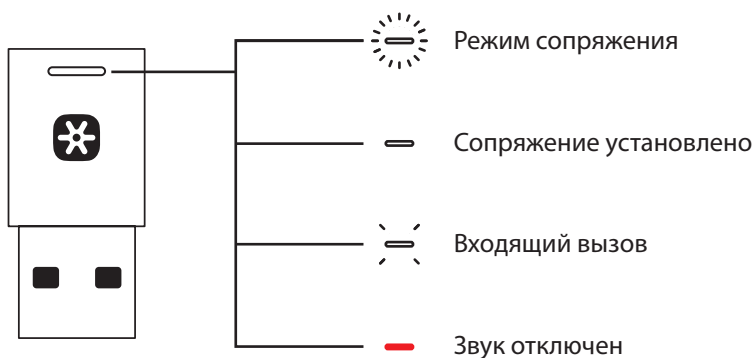 Режим сопряжения
Сопряжение установлено
Входящий вызов
Звук отключен